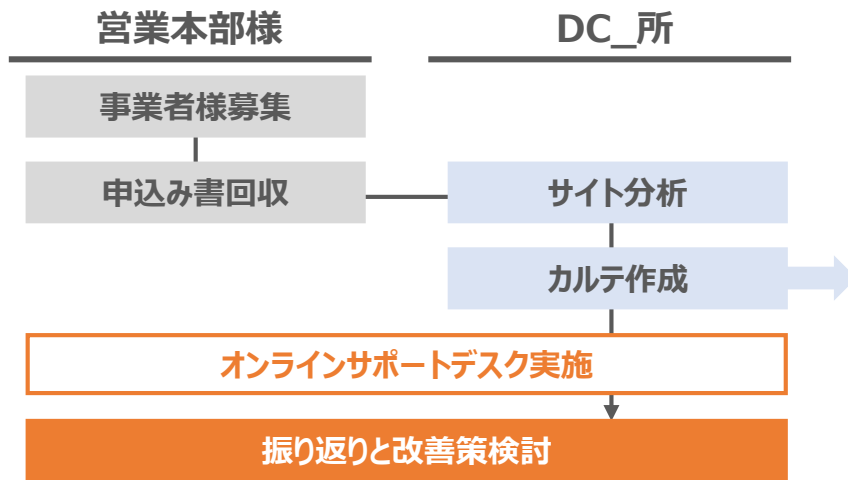 営業本部様
DC_所
事業者様募集
申込み書回収
サイト分析
カルテ作成
オンラインサポートデスク実施
振り返りと改善策検討